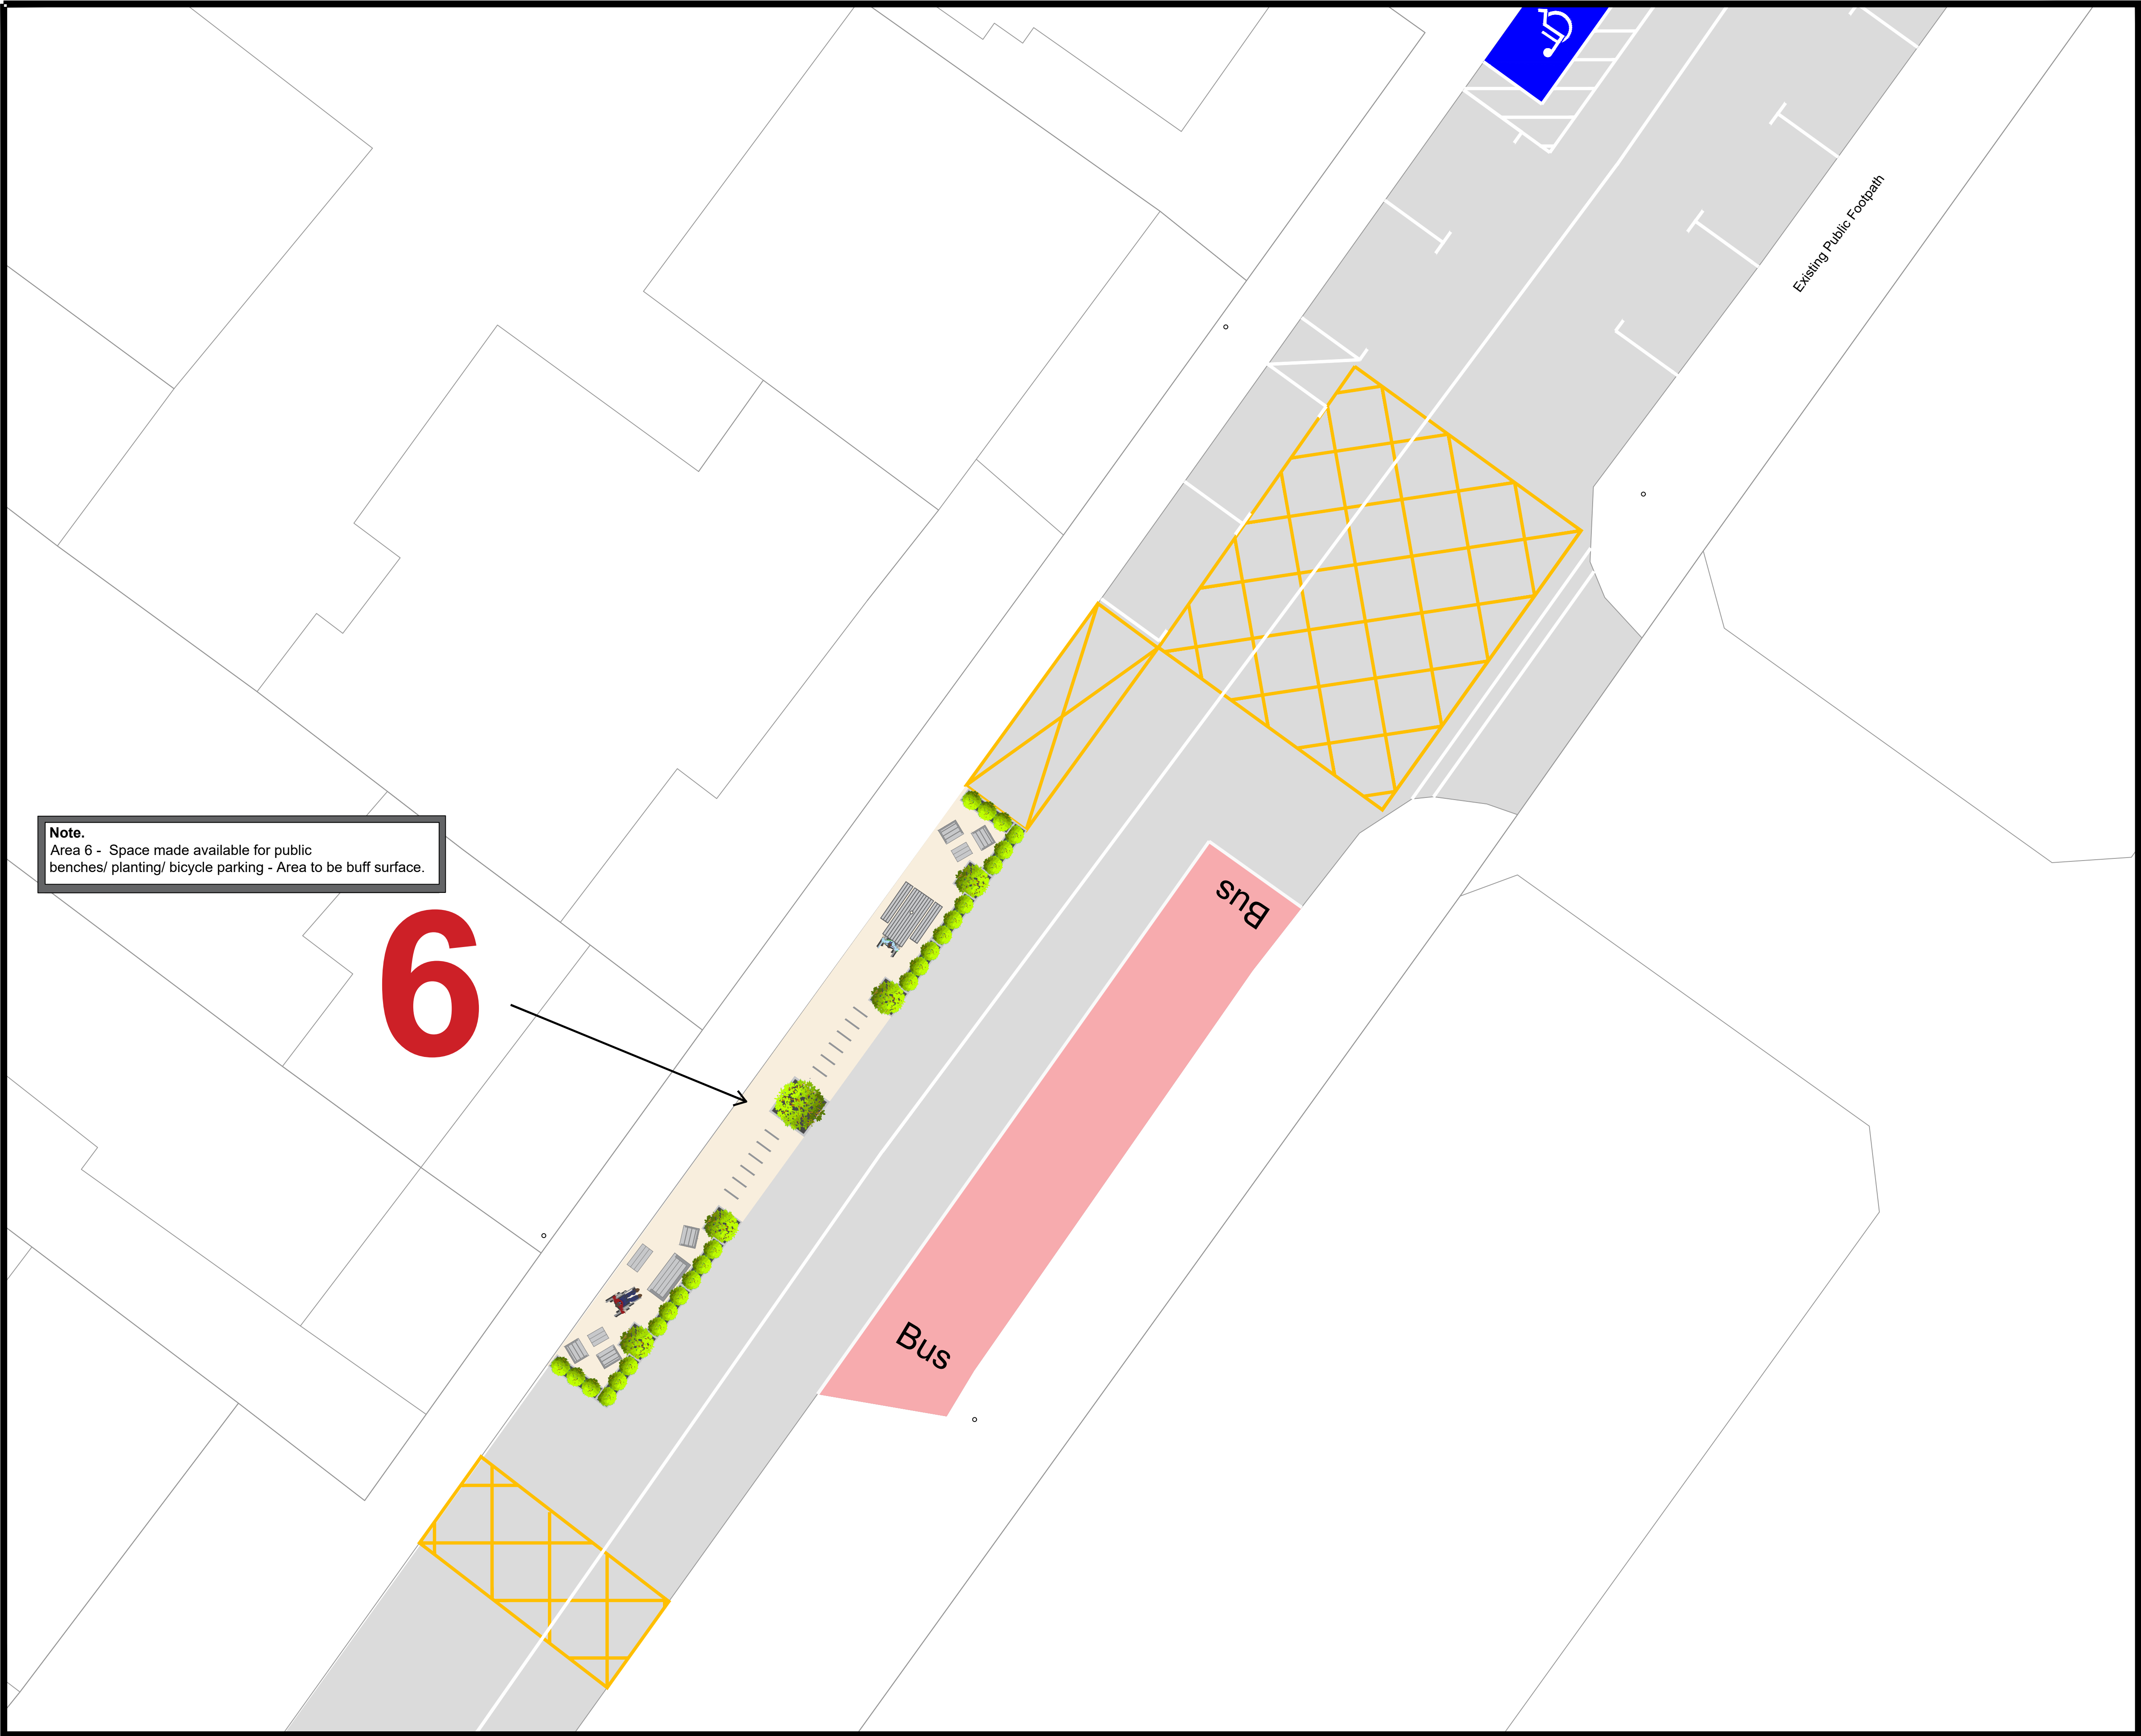 Existing Public Footpath
Note.
Area 6 - Space made available for public
benches/ planting/ bicycle parking - Area to be buff surface.
6
Bus
Bus